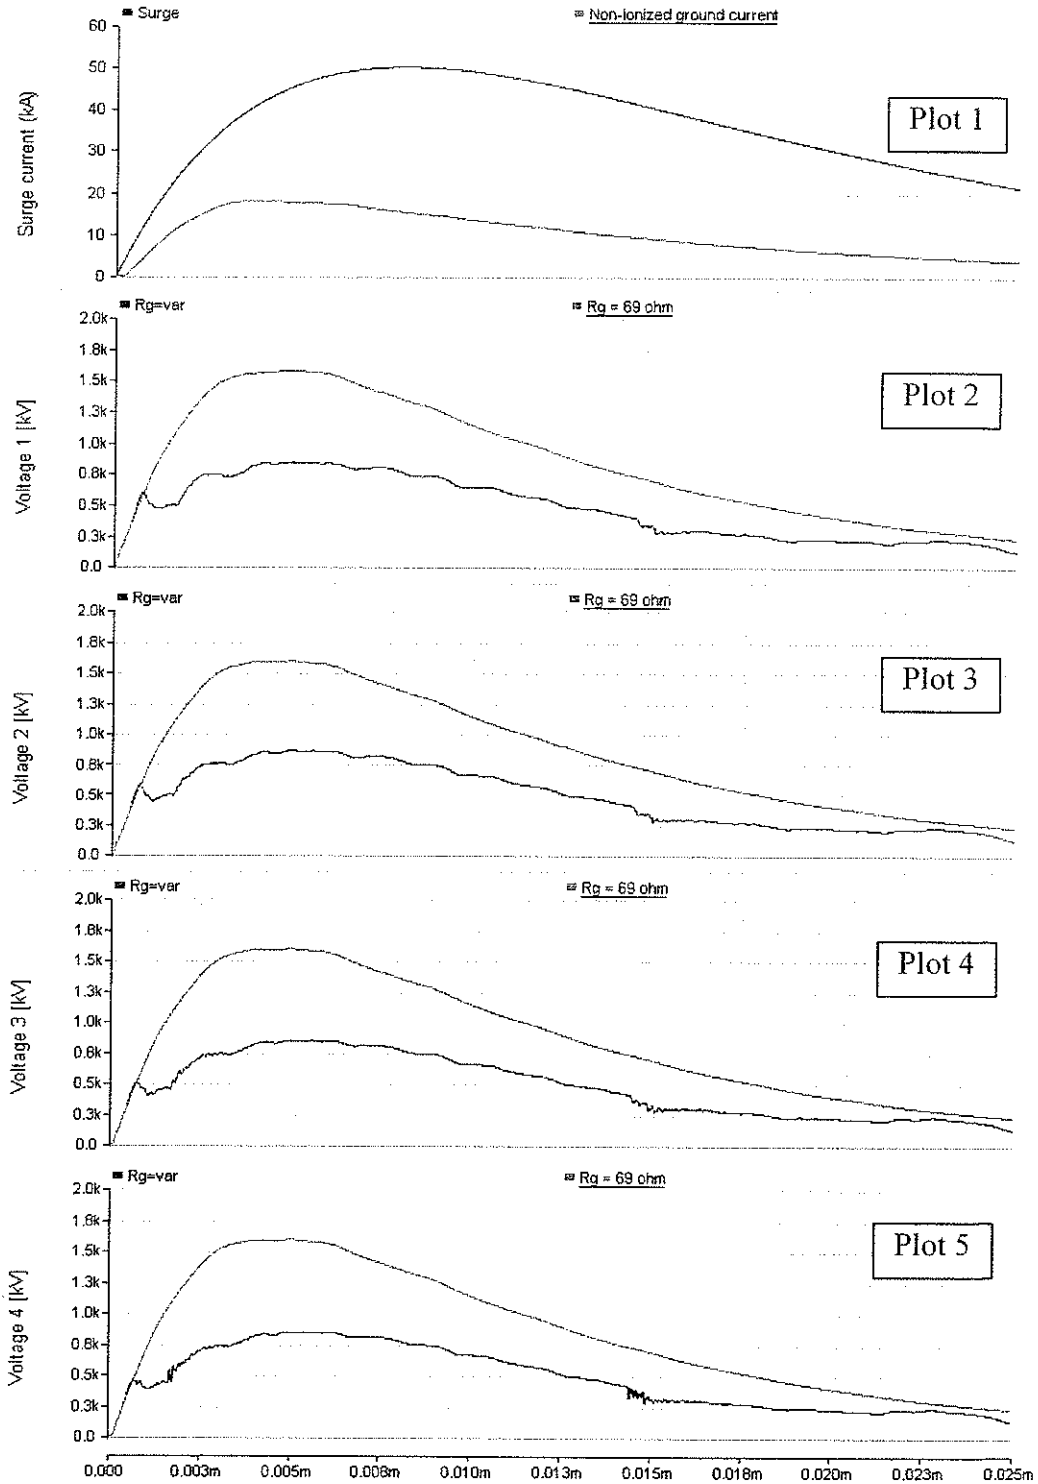 Surge Non-ionized ground current
60
50
40
30
20
10
0
Surge current (kA)
Plot 1
Rg=var Rg = 69 ohm
2.0k
1.8k
1.5k
1.3k
1.0k
0.8k
0.5k
0.3k
0.0
Voltage 1 [kV]
Plot 2
Rg=var Rg = 69 ohm
2.0k
1.8k
1.5k
1.3k
1.0k
0.8k
0.5k
0.3k
0.0
Voltage 2 [kV]
Plot 3
Rg=var Rg = 69 ohm
2.0k
1.8k
1.5k
1.3k
1.0k
0.8k
0.5k
0.3k
0.0
Voltage 3 [kV]
Plot 4
Rg=var Rg = 69 ohm
2.0k
1.8k
1.5k
1.3k
1.0k
0.8k
0.5k
0.3k
0.0
Voltage 4 [kV]
Plot 5
0.000 0.003m 0.005m 0.008m 0.010m 0.013m 0.015m 0.018m 0.020m 0.023m 0.025m